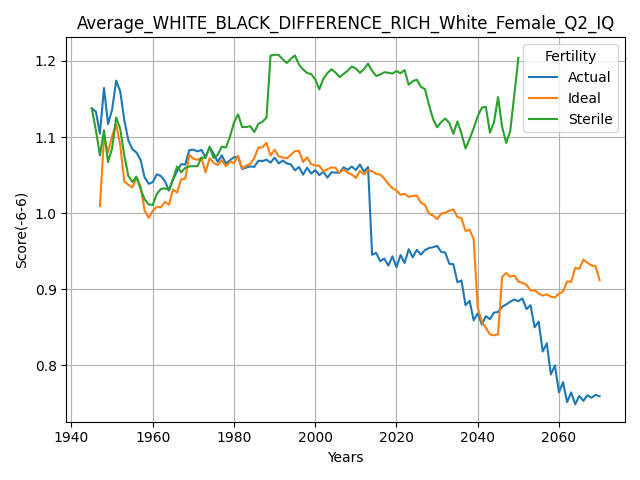 Average_WHITE_BLACK_DIFFERENCE_RICH_White_Female_Q2_IQ
Fertility
Actual
Ideal
Sterile
Score(-6-6)
1.2
1.1
1.0
0.9
0.8
1940
1960
1980
2000
2020
2040
2060
Years